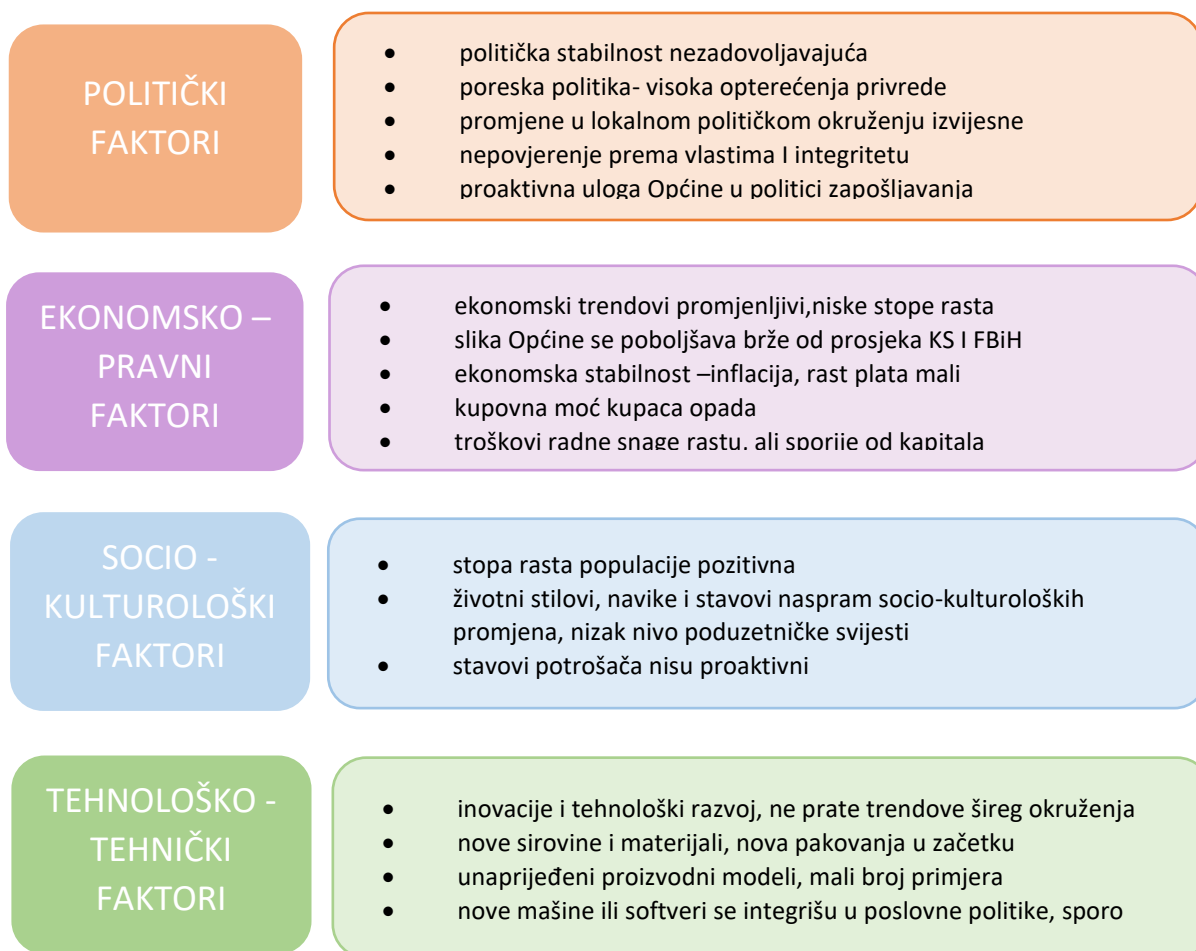 POLITIČKI
FAKTORI
• politička stabilnost nezadovoljavajuća
• poreska politika- visoka opterećenja privrede
• promjene u lokalnom političkom okruženju izvijesne
• nepovjerenje prema vlastima I integritetu
• proaktivna uloga Općine u politici zapošljavanja
EKONOMSKO –
PRAVNI
FAKTORI
• ekonomski trendovi promjenljivi,niske stope rasta
• slika Općine se poboljšava brže od prosjeka KS I FBiH
• ekonomska stabilnost –inflacija, rast plata mali
• kupovna moć kupaca opada
• troškovi radne snage rastu, ali sporije od kapitala
SOCIO -
KULTUROLOŠKI
FAKTORI
• stopa rasta populacije pozitivna
• životni stilovi, navike i stavovi naspram socio-kulturoloških
promjena, nizak nivo poduzetničke svijesti
• stavovi potrošača nisu proaktivni
TEHNOLOŠKO -
TEHNIČKI
FAKTORI
• inovacije i tehnološki razvoj, ne prate trendove šireg okruženja
• nove sirovine i materijali, nova pakovanja u začetku
• unaprijeđeni proizvodni modeli, mali broj primjera
• nove mašine ili softveri se integrišu u poslovne politike, sporo